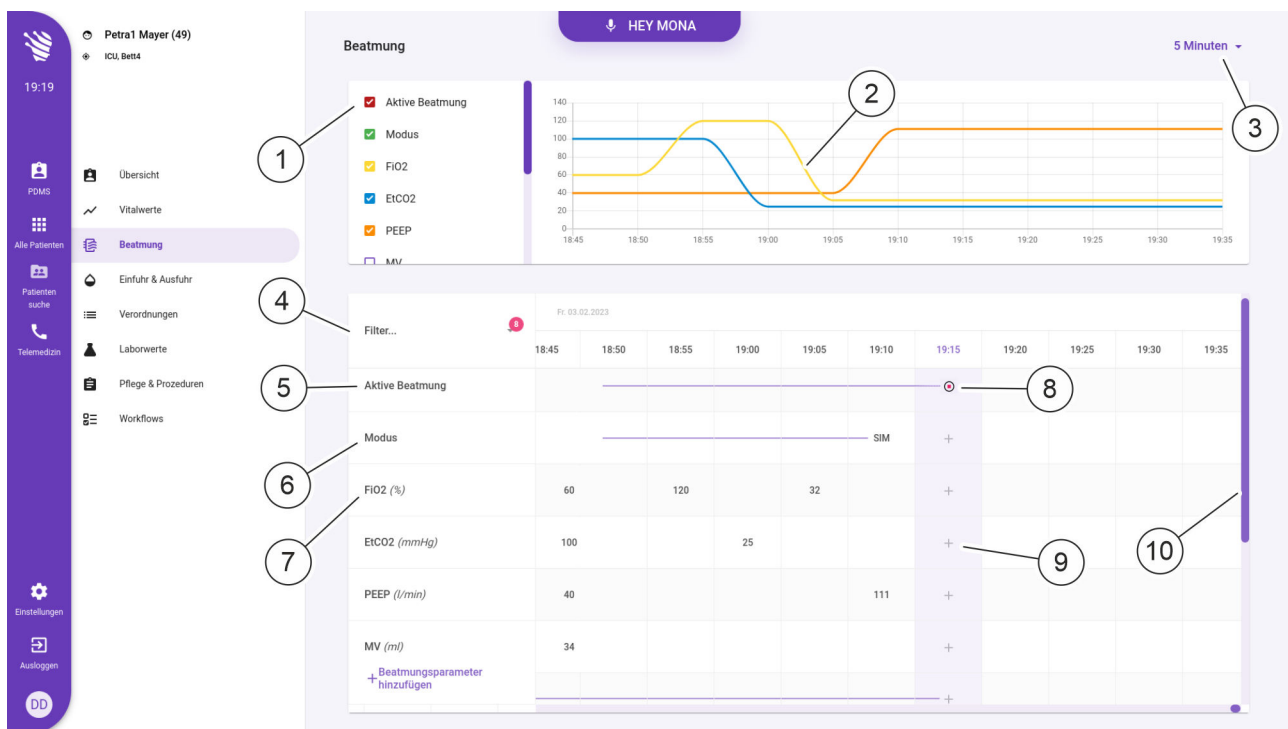 HEY MONA
Petra1 Mayer (49)
ICU, Bett4
19:19
Beatmung
5 Minuten
PDMS
Alle Patienten
Patienten
suche
Telemedizin
Einstellungen
Ausloggen
DD
Übersicht
Vitalwerte
Beatmung
Einfuhr & Ausfuhr
Verordnungen
Laborwerte
Pflege & Prozeduren
Workflows
Aktive Beatmung
Modus
FiO2
EtCO2
PEEP
MV
140
120
100
80
60
40
20
0
18:45 18:50 18:55 19:00 19:05 19:10 19:15 19:20 19:25 19:30 19:35
1
2
3
4
5
6
7
8
9
10
Filter...
8
Fr. 03.02.2023
18:45 18:50 18:55 19:00 19:05 19:10 19:15 19:20 19:25 19:30 19:35
Aktive Beatmung
Modus SIM +
FiO2 (%) 60 120 32 +
EtCO2 (mmHg) 100 25 +
PEEP (l/min) 40 111 +
MV (ml) 34 +
+ Beatmungsparameter
hinzufügen
+